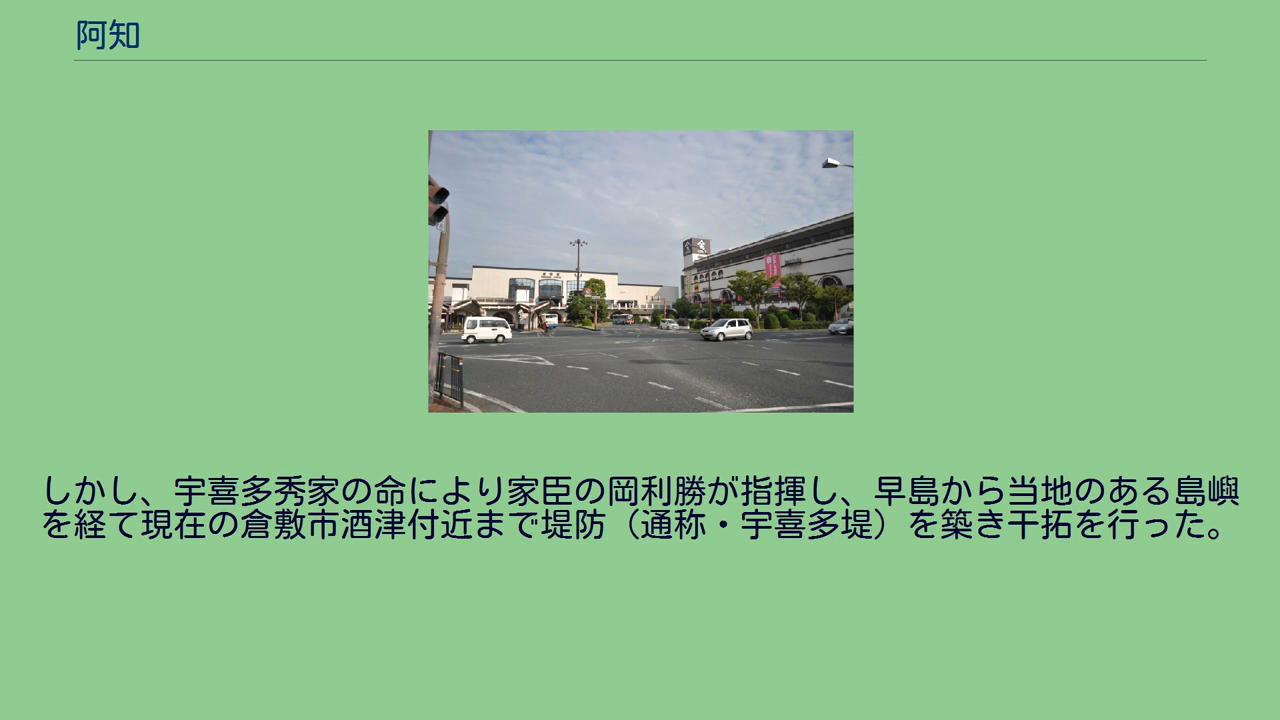 阿知
しかし、宇喜多秀家の命により家臣の岡利勝が指揮し、早島から当地のある島嶼
を経て現在の倉敷市酒津付近まで堤防（通称・宇喜多堤）を築き干拓を行った。